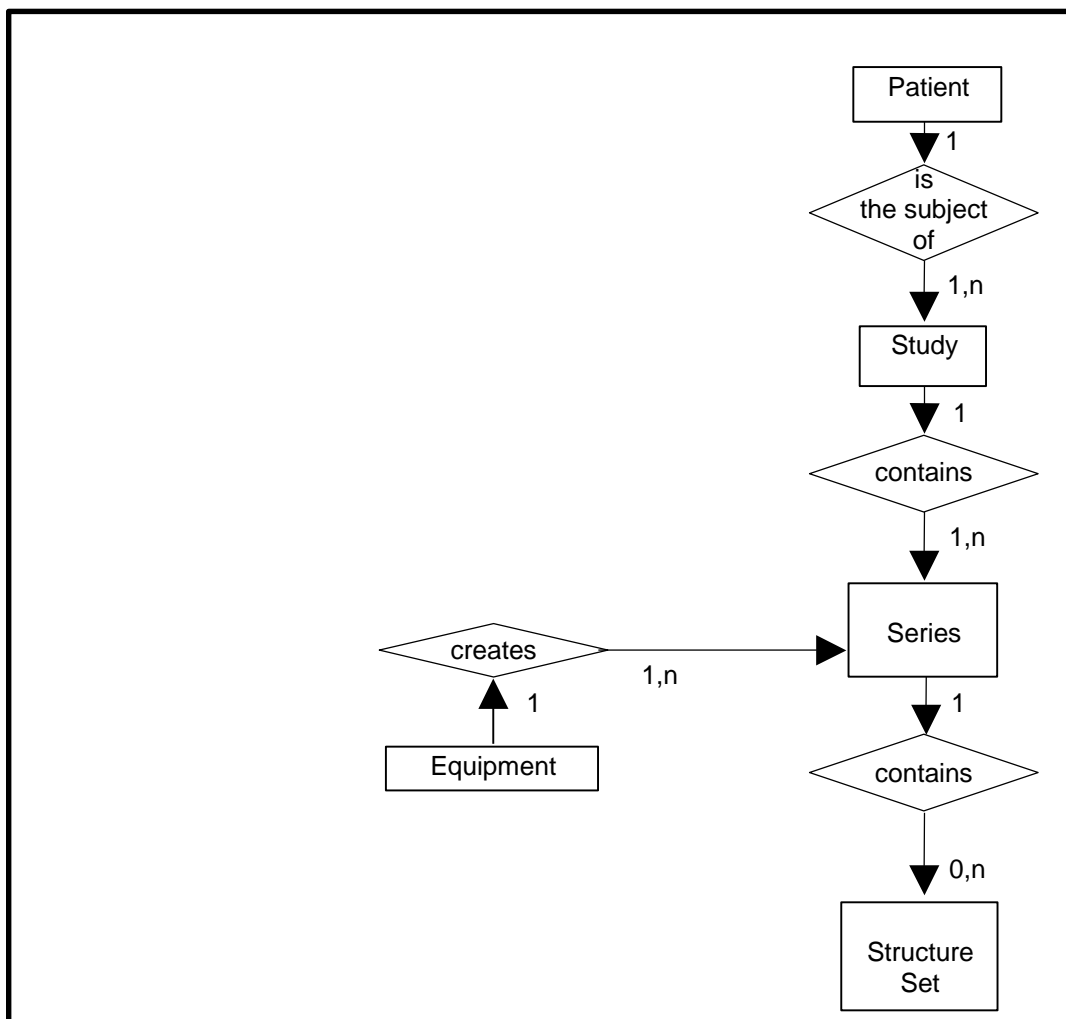 Patient
1
is
the subject
of
1,n
Study
1
contains
1,n
Series
creates
1,n
1
Equipment
1
contains
0,n
Structure
Set